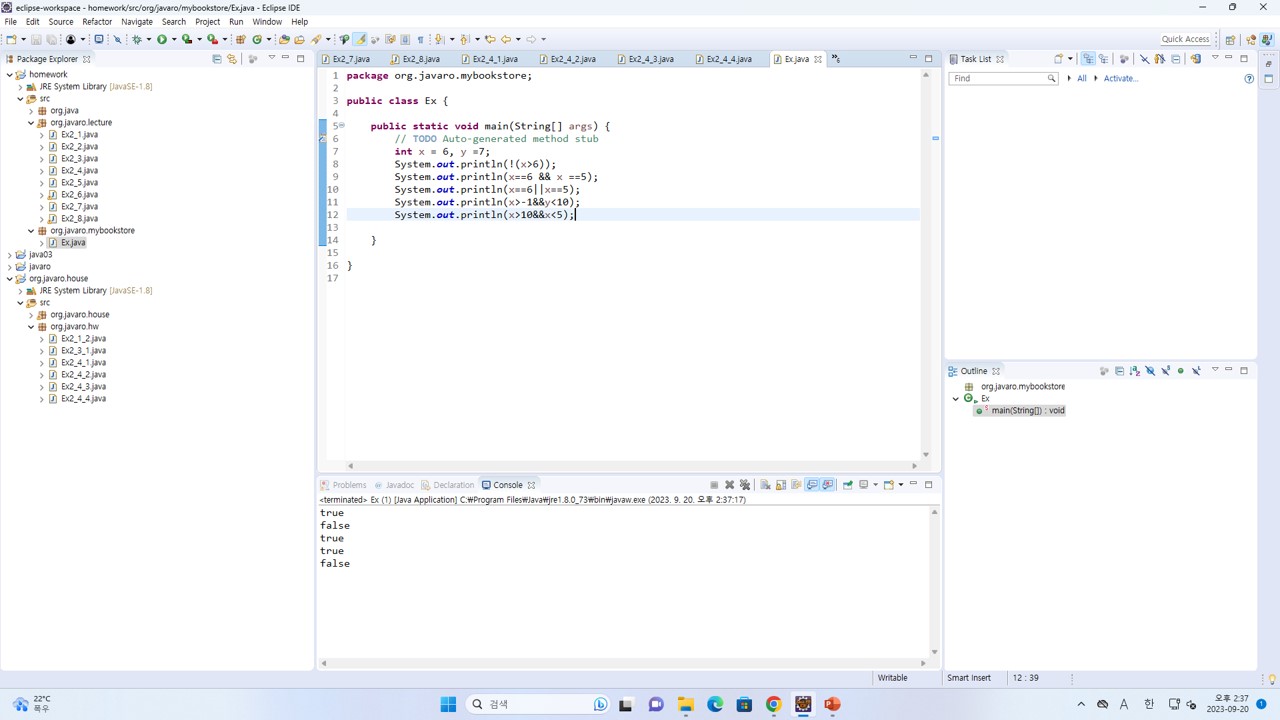 eclipse-workspace - homework/src/org/javaro/mybookstore/Ex.java - Eclipse IDE
File Edit Source Refactor Navigate Search Project Run Window Help
Quick Access
Package Explorer
homework
JRE System Library [JavaSE-1.8]
src
org.java
org.javaro.lecture
Ex2_1.java
Ex2_2.java
Ex2_3.java
Ex2_4.java
Ex2_5.java
Ex2_6.java
Ex2_7.java
Ex2_8.java
org.javaro.mybookstore
Ex.java
java03
javaro
org.javaro.house
JRE System Library [JavaSE-1.8]
src
org.javaro.house
org.javaro.hw
Ex2_1_2.java
Ex2_3_1.java
Ex2_4_1.java
Ex2_4_2.java
Ex2_4_3.java
Ex2_4_4.java
Ex2_7.java Ex2_8.java Ex2_4_1.java Ex2_4_2.java Ex2_4_3.java Ex2_4_4.java Ex.java
1 package org.javaro.mybookstore;
2
3 public class Ex {
4
5 public static void main(String[] args) {
6 // TODO Auto-generated method stub
7 int x = 6, y =7;
8 System.out.println(!(x>6));
9 System.out.println(x==6 && x ==5);
10 System.out.println(x==6||x==5);
11 System.out.println(x>-1&&y<10);
12 System.out.println(x>10&&x<5);
13
14 }
15
16 }
17
Problems Javadoc Declaration Console
<terminated> Ex (1) [Java Application] C:₩Program Files₩Java₩jre1.8.0_73₩bin₩javaw.exe (2023. 9. 20. 오후 2:37:17)
true
false
true
true
false
Task List
Find All Activate...
Outline
org.javaro.mybookstore
Ex
main(String[]) : void
Writable Smart Insert 12 : 39
22°C
폭우
검색
A 한
오후 2:37
2023-09-20